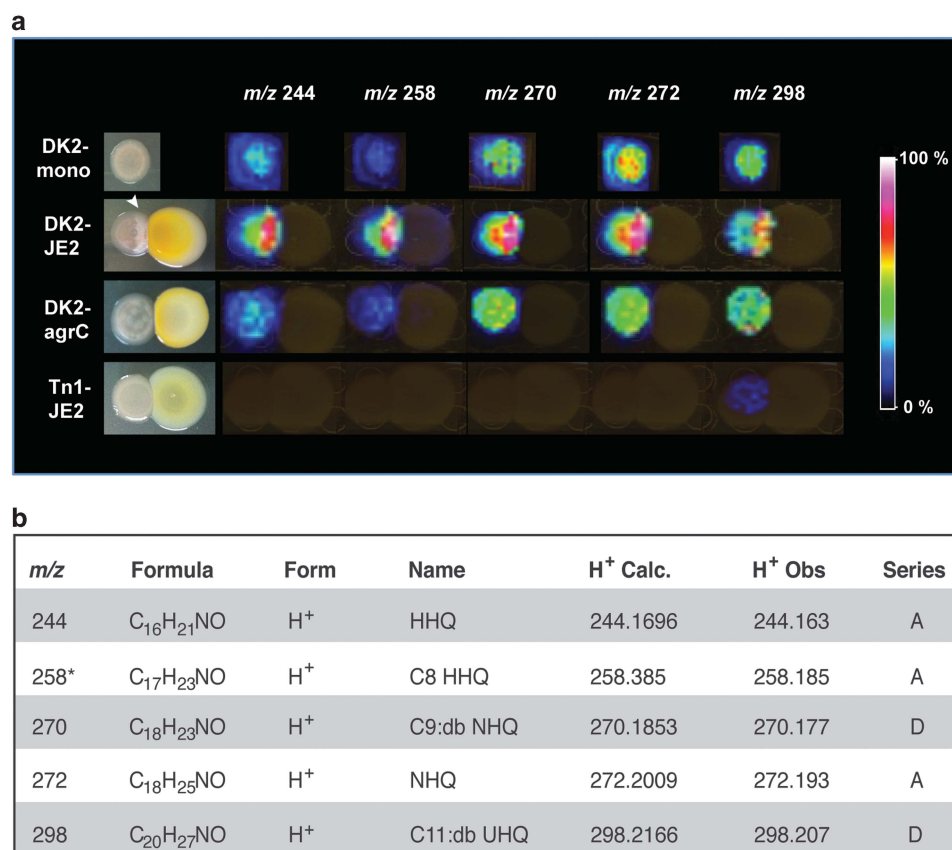 a
m/z 244 m/z 258 m/z 270 m/z 272 m/z 298
DK2-
mono
100 %
DK2-
JE2
DK2-
agrC
Tn1-
JE2
0 %
b
m/z Formula Form Name H⁺ Calc. H⁺ Obs Series
244 C₁₆H₂₁NO H⁺ HHQ 244.1696 244.163 A
258* C₁₇H₂₃NO H⁺ C8 HHQ 258.385 258.185 A
270 C₁₈H₂₃NO H⁺ C9:db NHQ 270.1853 270.177 D
272 C₁₈H₂₅NO H⁺ NHQ 272.2009 272.193 A
298 C₂₀H₂₇NO H⁺ C11:db UHQ 298.2166 298.207 D